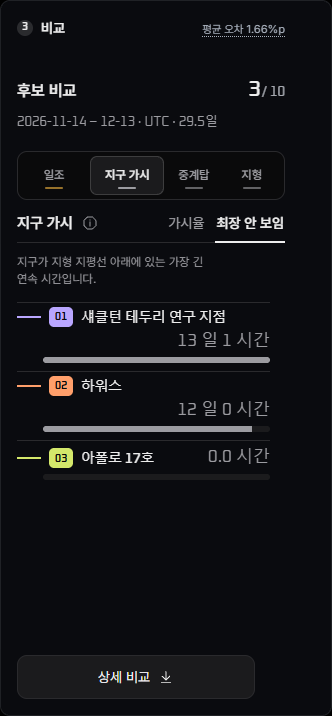 3 비교 평균 오차 1.66%p
후보 비교 3 / 10
2026-11-14 – 12-13 · UTC · 29.5일
일조 지구 가시 중계탑 지형
지구 가시 가시율 최장 안 보임
지구가 지형 지평선 아래에 있는 가장 긴
연속 시간입니다.
01 섀클턴 테두리 연구 지점
13 일 1 시간
02 하워스
12 일 0 시간
03 아폴로 17호 0.0 시간
상세 비교